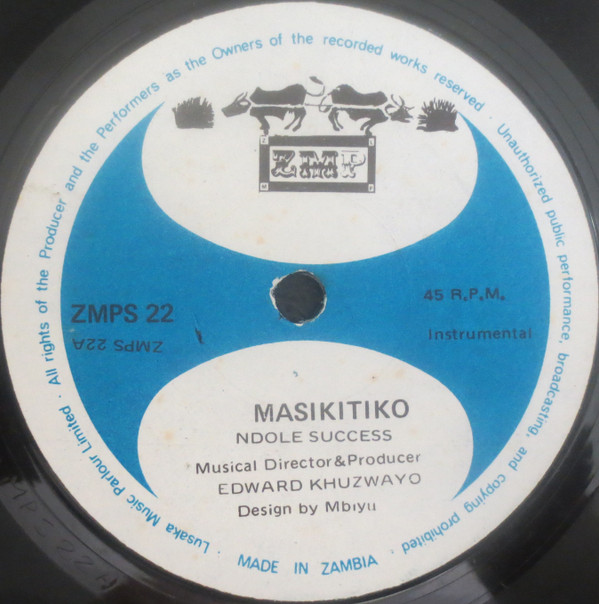 Lusaka Music Parlour Limited · All rights of the Producer and the Performers as the Owners of the recorded works reserved · Unauthorized public performance, broadcasting, and copying prohibited.
ZMP
Z L
M P
45 R.P.M.
ZMPS 22
ZMPS 22A
Instrumental
MASIKITIKO
NDOLE SUCCESS
Musical Director&Producer
EDWARD KHUZWAYO
Design by Mbiyu
MADE IN ZAMBIA